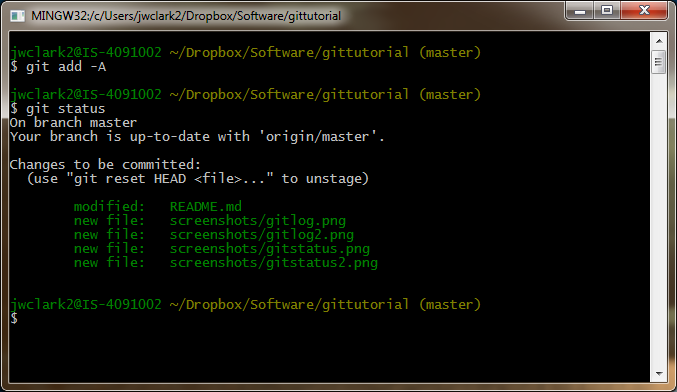 MINGW32:/c/Users/jwclark2/Dropbox/Software/gittutorial
jwclark2@IS-4091002 ~/Dropbox/Software/gittutorial (master)
$ git add -A
jwclark2@IS-4091002 ~/Dropbox/Software/gittutorial (master)
$ git status
On branch master
Your branch is up-to-date with 'origin/master'.
Changes to be committed:
  (use "git reset HEAD <file>..." to unstage)
        modified:   README.md
        new file:   screenshots/gitlog.png
        new file:   screenshots/gitlog2.png
        new file:   screenshots/gitstatus.png
        new file:   screenshots/gitstatus2.png
jwclark2@IS-4091002 ~/Dropbox/Software/gittutorial (master)
$